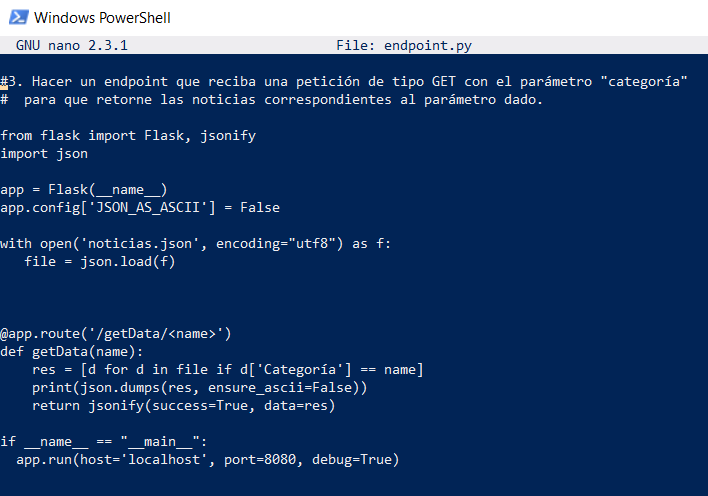 Windows PowerShell
GNU nano 2.3.1 File: endpoint.py
#3. Hacer un endpoint que reciba una petición de tipo GET con el parámetro "categoría"
#  para que retorne las noticias correspondientes al parámetro dado.
from flask import Flask, jsonify
import json
app = Flask(__name__)
app.config['JSON_AS_ASCII'] = False
with open('noticias.json', encoding="utf8") as f:
   file = json.load(f)
@app.route('/getData/<name>')
def getData(name):
    res = [d for d in file if d['Categoría'] == name]
    print(json.dumps(res, ensure_ascii=False))
    return jsonify(success=True, data=res)
if __name__ == "__main__":
  app.run(host='localhost', port=8080, debug=True)